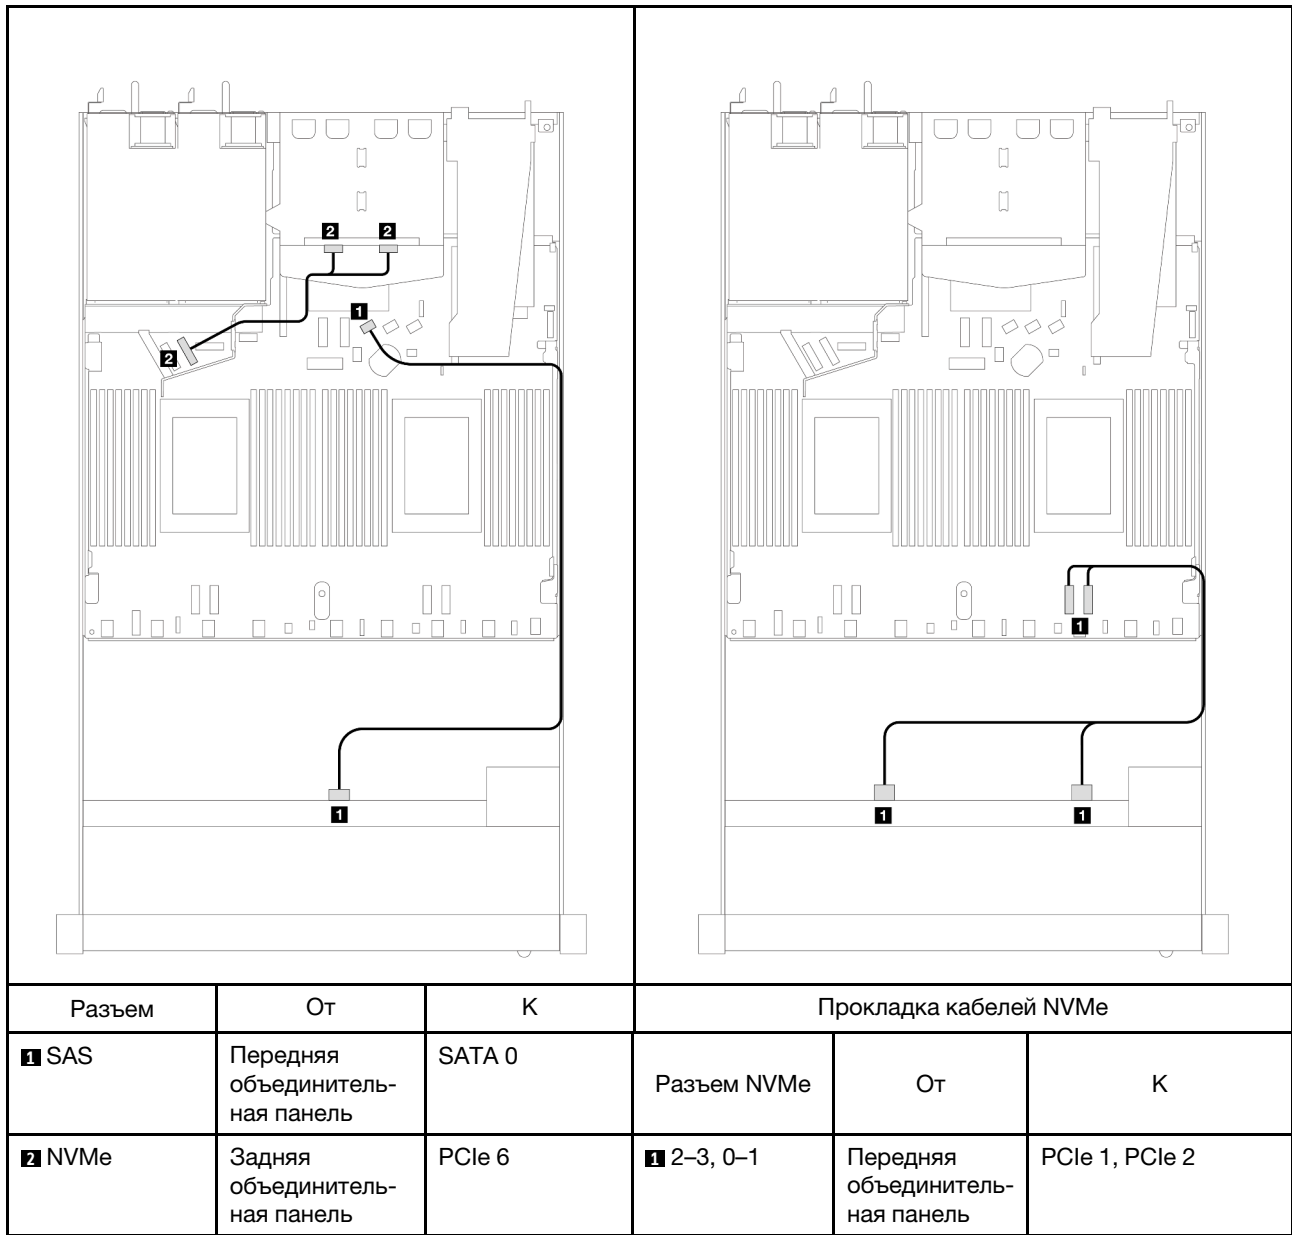 2 2
1
2
1
1
1 1
Разъем От К Прокладка кабелей NVMe
1 SAS Передняя объединитель-ная панель SATA 0
Разъем NVMe От К
2 NVMe Задняя объединитель-ная панель PCIe 6
1 2–3, 0–1 Передняя объединитель-ная панель PCIe 1, PCIe 2